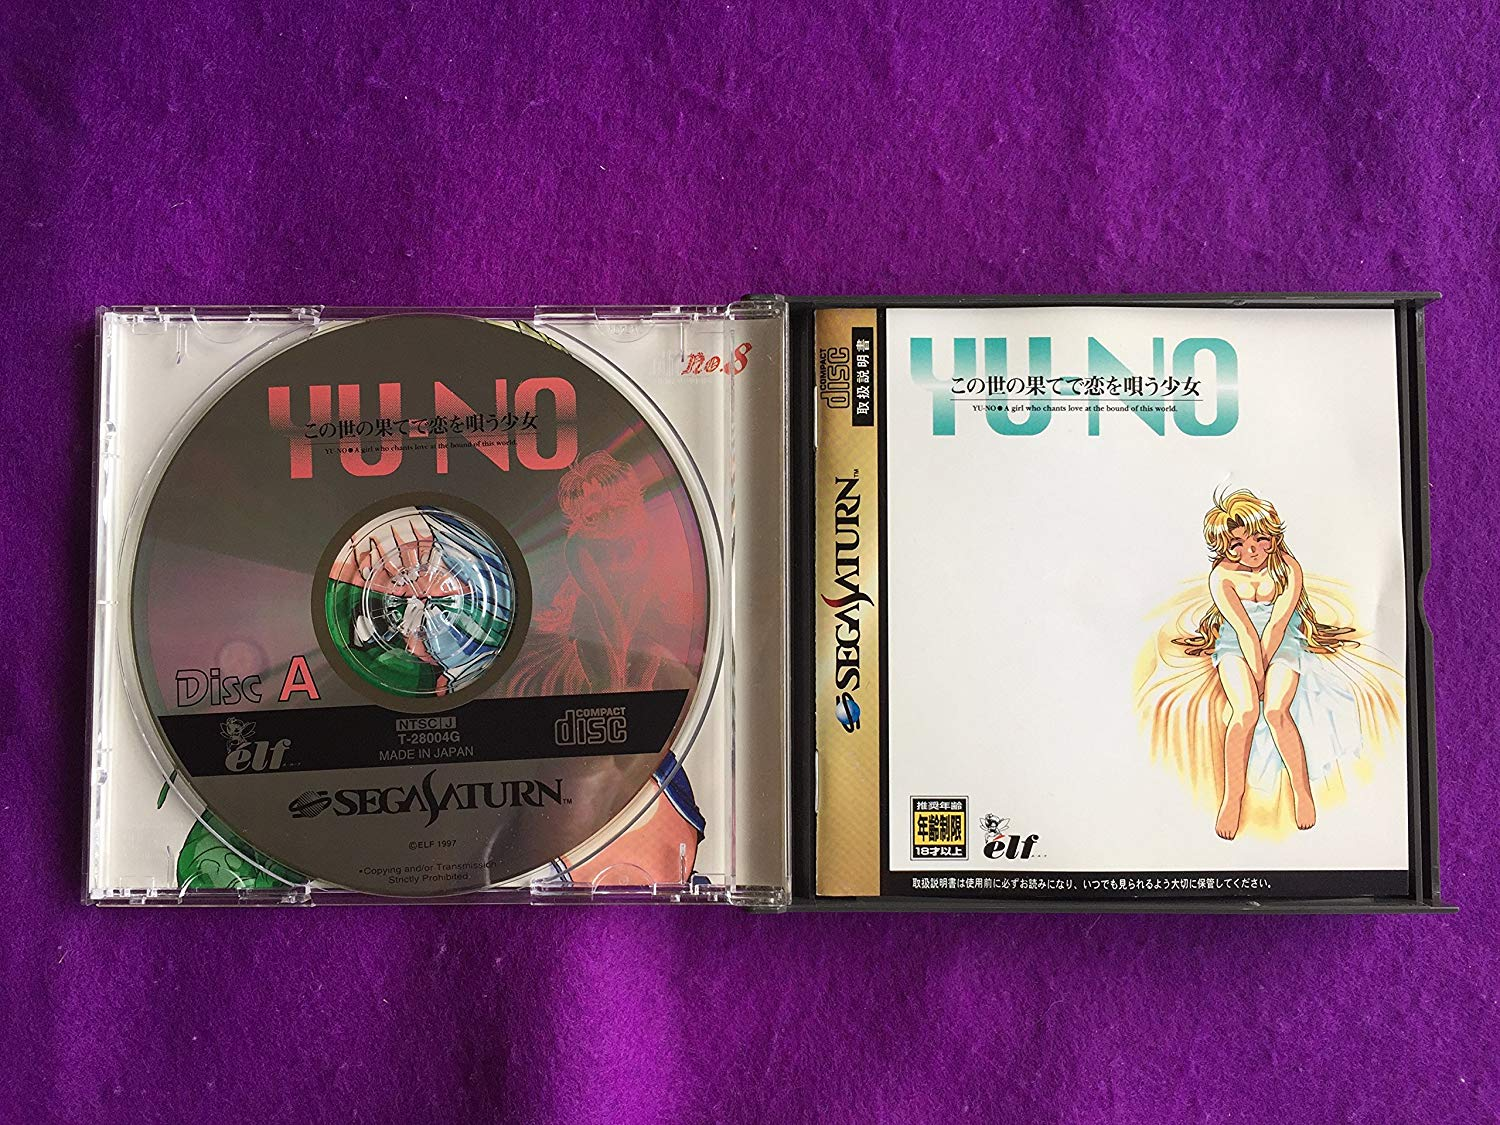 no.8
YU-NO
この世の果てで恋を唄う少女
YU-NO●A girl who chants love at the bound of this world.
Disc A
élf
NTSC J
T-28004G
MADE IN JAPAN
COMPACT
disc
SEGA SATURN™
©ELF 1997
•Copying and/or Transmission
Strictly Prohibited.
COMPACT
disc
取扱説明書
SEGA SATURN™
YU-NO
この世の果てで恋を唄う少女
YU-NO●A girl who chants love at the bound of this world.
推奨年齢
年齢制限
18才以上
élf
取扱説明書は使用前に必ずお読みになり、いつでも見られるよう大切に保管してください。